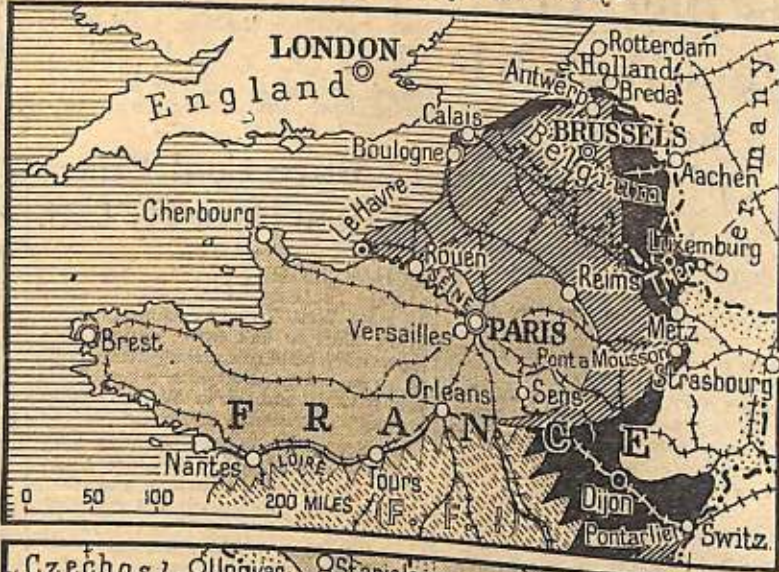 LONDON
England
Rotterdam
Holland
Breda
Antwerp
BRUSSELS
Belgium
Germany
Calais
Boulogne
Aachen
Cherbourg
Le Havre
Rouen
SEINE
Luxemburg
Reims
Metz
Brest
Versailles
PARIS
Pont a Mousson
Strasbourg
Orleans
Sens
FRANCE
Nantes
LOIRE
Tours
(F. F. I.)
Dijon
Pontarlier
Switz.
0 50 100 200 MILES
Czechosl